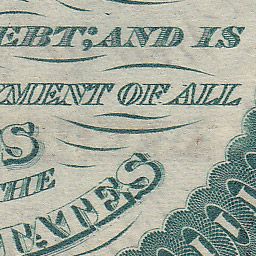 EBT; AND IS
YMENT OF ALL
S
THE
TATES